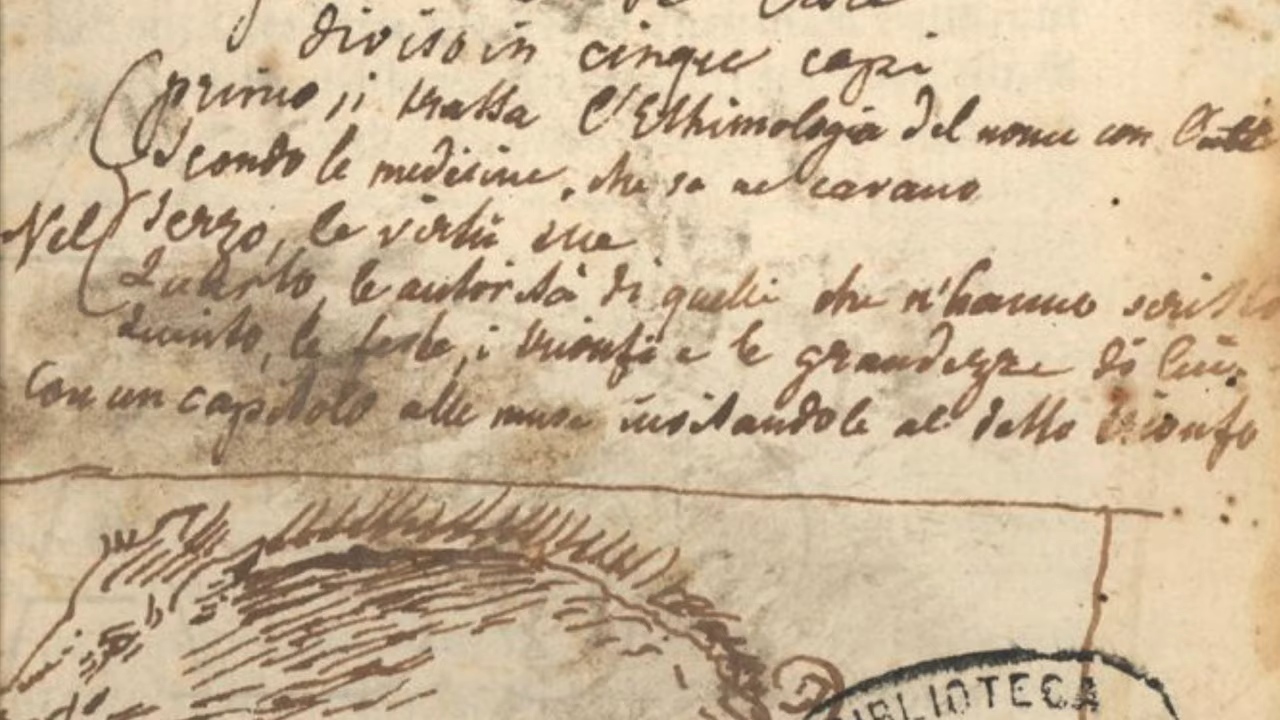 diviso in cinque capi
primo, si tratta l'Ethimologia del nome con
Secondo le medicine, che se ne cavano
Nel Terzo, le virtù sue
Quarto, le autorità di quelli che n'hanno scritto
Quinto, le feste, i trionfi e le grandezze di lui.
Con un capitolo alle muse invitandole al detto trionfo
BIBLIOTECA